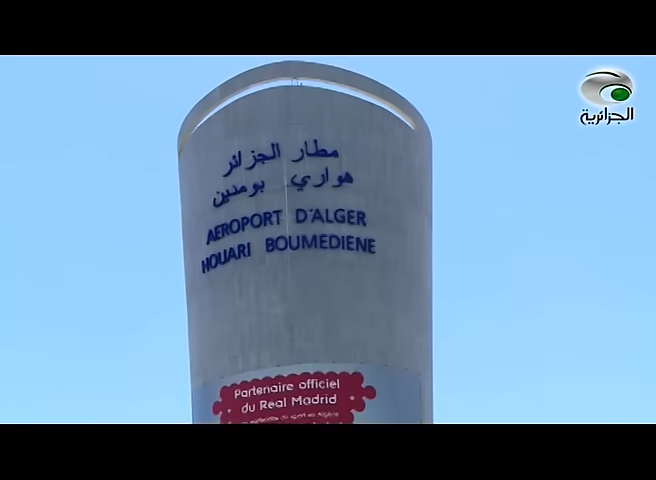 الجزائرية
مطار الجزائر
هواري بومدين
AEROPORT D'ALGER
HOUARI BOUMEDIENE
Partenaire officiel
du Real Madrid